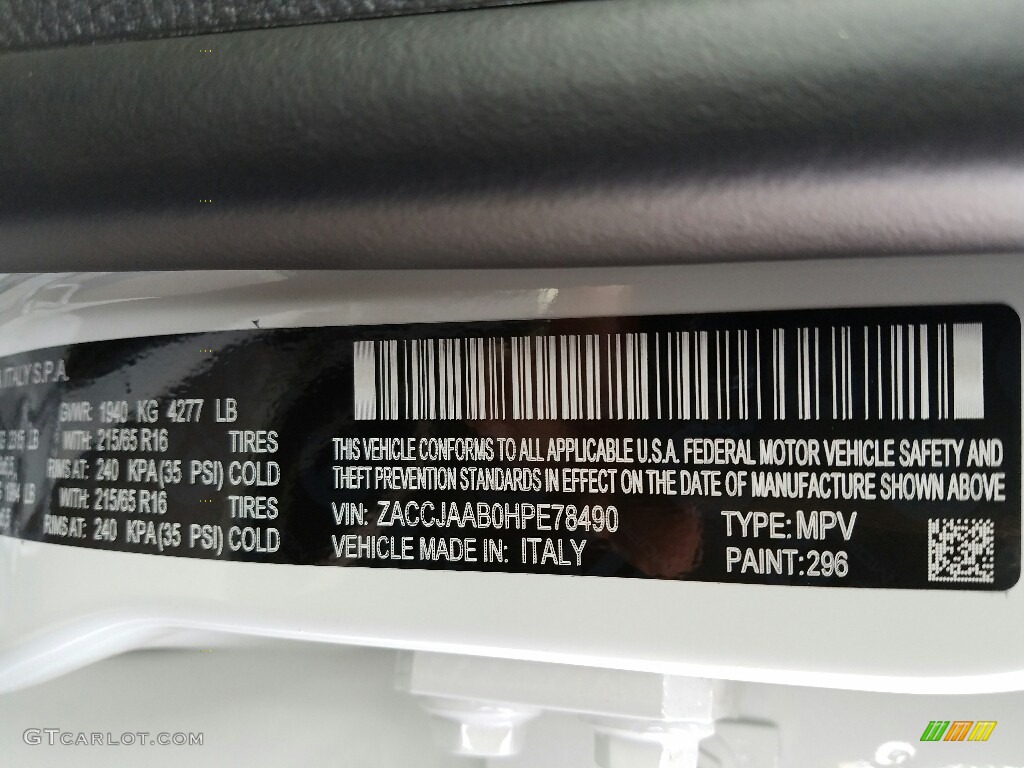 ITALY S.P.A.
GVWR: 1940 KG 4277 LB
WITH: 215/65 R16 TIRES
RIMS AT: 240 KPA(35 PSI) COLD
WITH: 215/65 R16 TIRES
RIMS AT: 240 KPA(35 PSI) COLD
LB
LB
THIS VEHICLE CONFORMS TO ALL APPLICABLE U.S.A. FEDERAL MOTOR VEHICLE SAFETY AND
THEFT PREVENTION STANDARDS IN EFFECT ON THE DATE OF MANUFACTURE SHOWN ABOVE
VIN: ZACCJAAB0HPE78490 TYPE: MPV
VEHICLE MADE IN: ITALY PAINT: 296
GTCARLOT.COM